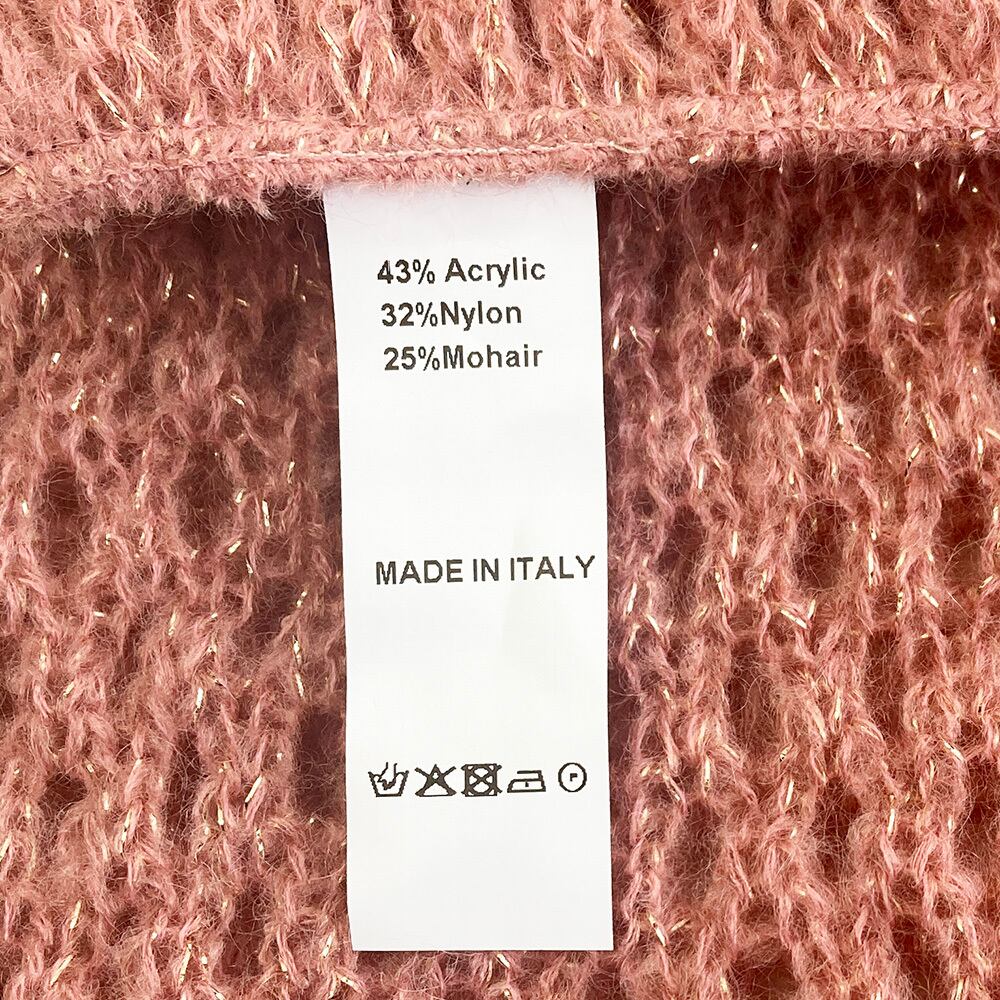 43% Acrylic
32%Nylon
25%Mohair
MADE IN ITALY
P